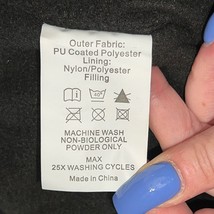 Outer Fabric:
PU Coated Polyester
Lining:
Nylon/Polyester
Filling
MACHINE WASH
NON-BIOLOGICAL
POWDER ONLY
MAX
25X WASHING CYCLES
Made in China